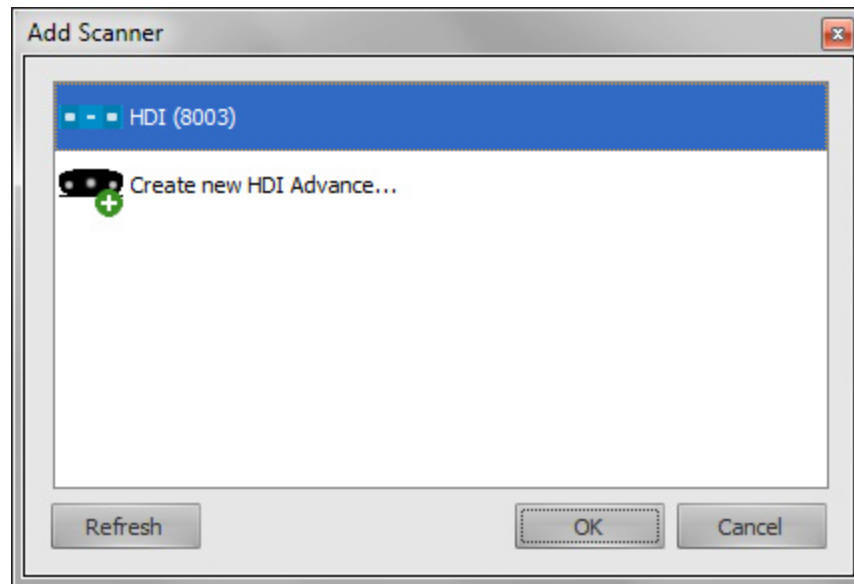 Add Scanner
HDI (8003)
Create new HDI Advance...
Refresh
OK
Cancel